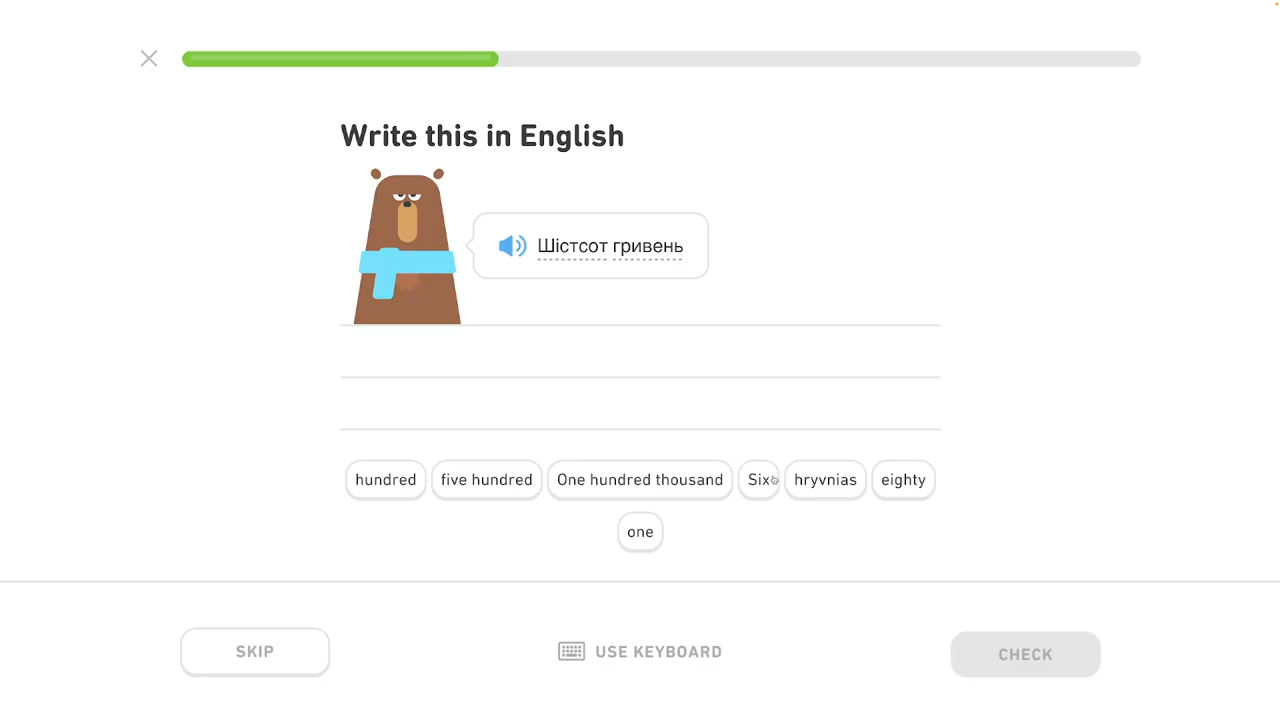 Write this in English
Шістсот гривень
hundred five hundred One hundred thousand Six hryvnias eighty
one
SKIP USE KEYBOARD CHECK